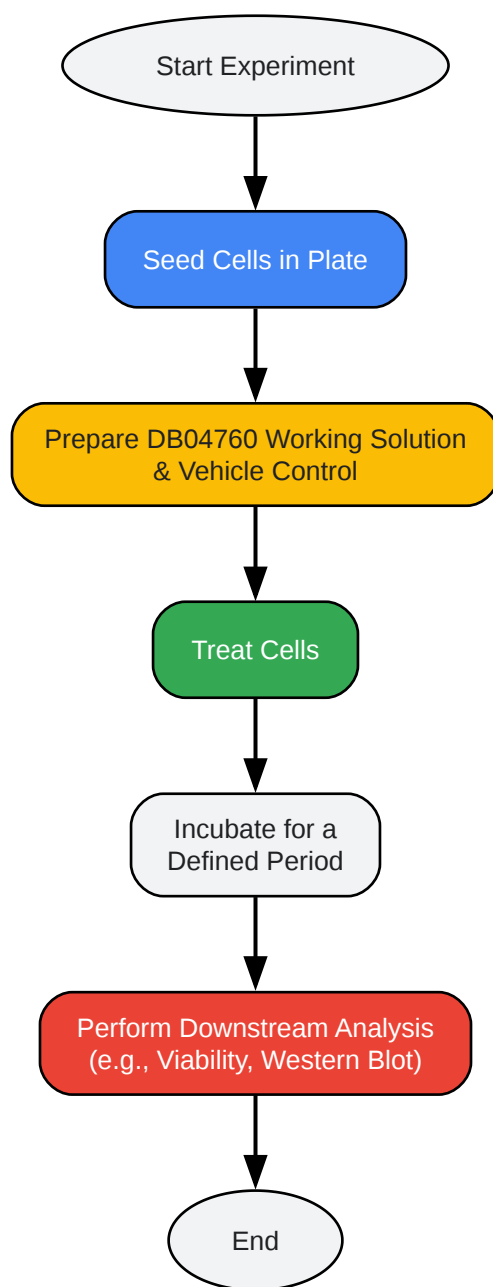 Start Experiment
Seed Cells in Plate
Prepare DB04760 Working Solution
& Vehicle Control
Treat Cells
Incubate for a
Defined Period
Perform Downstream Analysis
(e.g., Viability, Western Blot)
End